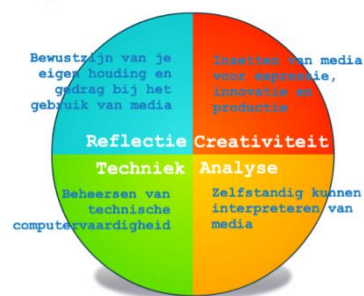 Bewustzijn van je
eigen houding en
gedrag bij het
gebruik van media
Reflectie
Inzetten van media
voor expressie,
innovatie en
productie
Creativiteit
Techniek
Beheersen van
technische
computervaardigheid
Analyse
Zelfstandig kunnen
interpreteren van
media